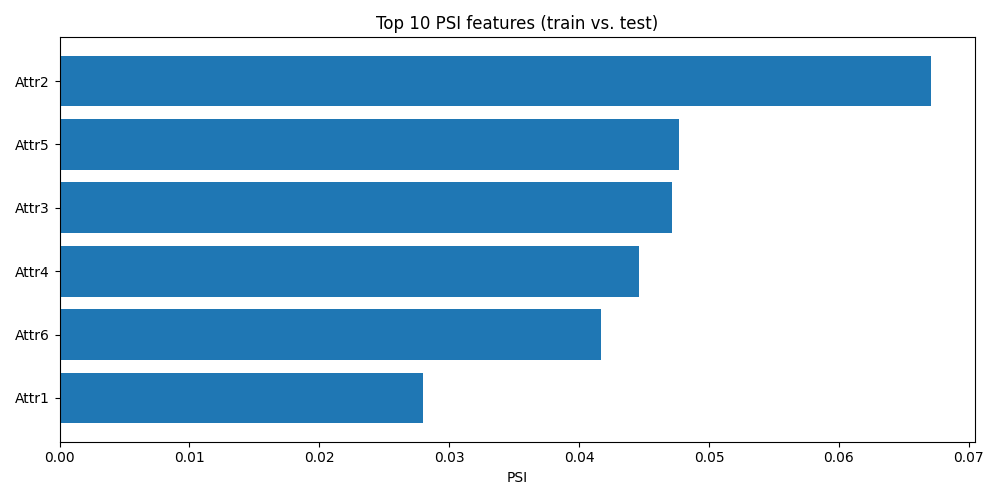 Top 10 PSI features (train vs. test)
Attr2
Attr5
Attr3
Attr4
Attr6
Attr1
0.00 0.01 0.02 0.03 0.04 0.05 0.06 0.07
PSI